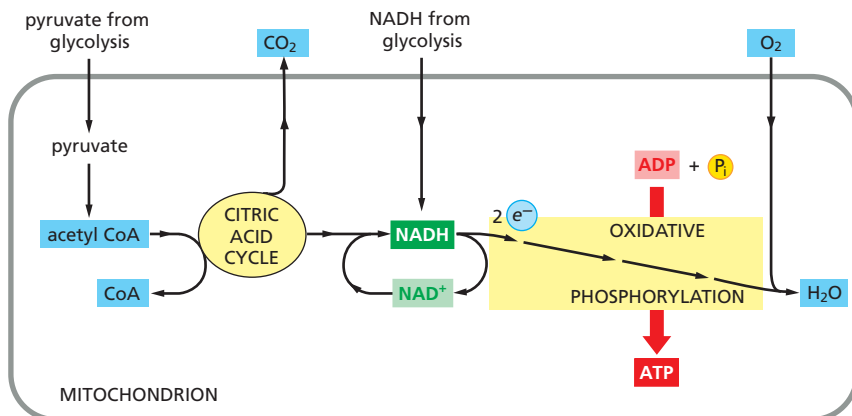 pyruvate from
glycolysis
CO₂
NADH from
glycolysis
O₂
pyruvate
ADP + Pᵢ
acetyl CoA
CITRIC
ACID
CYCLE
NADH
2 e⁻
OXIDATIVE
CoA
NAD⁺
PHOSPHORYLATION
H₂O
MITOCHONDRION
ATP